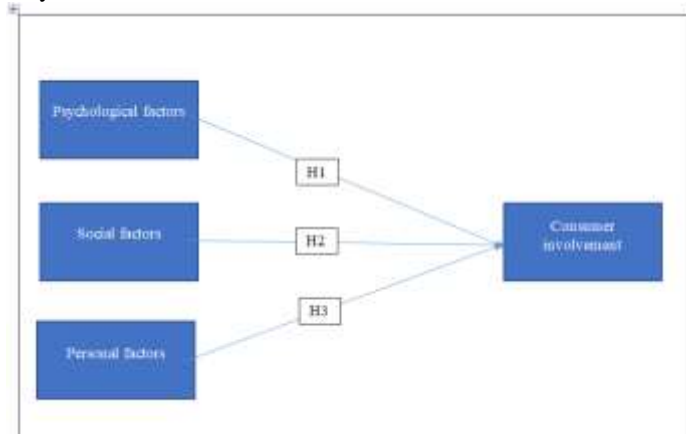 Psychological factors
H1
Social factors
H2
Consumer
involvement
H3
Personal factors